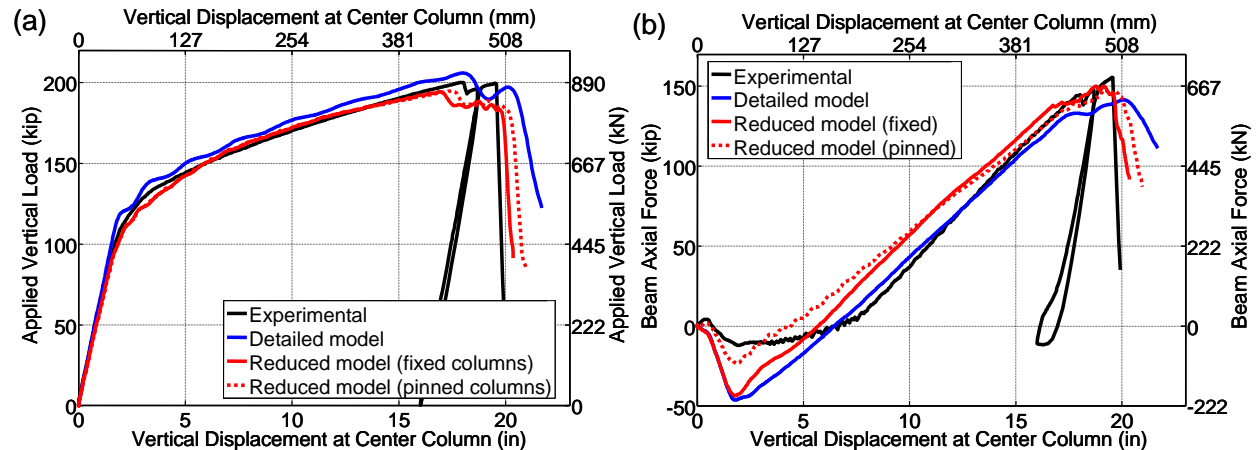 (a)
Vertical Displacement at Center Column (mm)
0 127 254 381 508
Applied Vertical Load (kip)
200
150
100
50
0
890
667
445
222
0
Applied Vertical Load (kN)
Experimental
Detailed model
Reduced model (fixed columns)
Reduced model (pinned columns)
0 5 10 15 20
Vertical Displacement at Center Column (in)
(b)
Vertical Displacement at Center Column (mm)
0 127 254 381 508
Beam Axial Force (kip)
150
100
50
0
-50
667
445
222
0
-222
Beam Axial Force (kN)
Experimental
Detailed model
Reduced model (fixed)
Reduced model (pinned)
0 5 10 15 20
Vertical Displacement at Center Column (in)